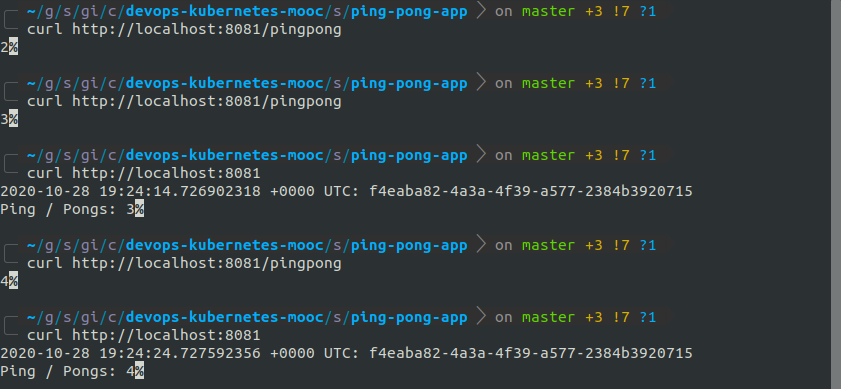 ~/g/s/gi/c/devops-kubernetes-mooc/s/ping-pong-app > on master +3 !7 ?1
curl http://localhost:8081/pingpong
2%
~/g/s/gi/c/devops-kubernetes-mooc/s/ping-pong-app > on master +3 !7 ?1
curl http://localhost:8081/pingpong
3%
~/g/s/gi/c/devops-kubernetes-mooc/s/ping-pong-app > on master +3 !7 ?1
curl http://localhost:8081
2020-10-28 19:24:14.726902318 +0000 UTC: f4eaba82-4a3a-4f39-a577-2384b3920715
Ping / Pongs: 3%
~/g/s/gi/c/devops-kubernetes-mooc/s/ping-pong-app > on master +3 !7 ?1
curl http://localhost:8081/pingpong
4%
~/g/s/gi/c/devops-kubernetes-mooc/s/ping-pong-app > on master +3 !7 ?1
curl http://localhost:8081
2020-10-28 19:24:24.727592356 +0000 UTC: f4eaba82-4a3a-4f39-a577-2384b3920715
Ping / Pongs: 4%